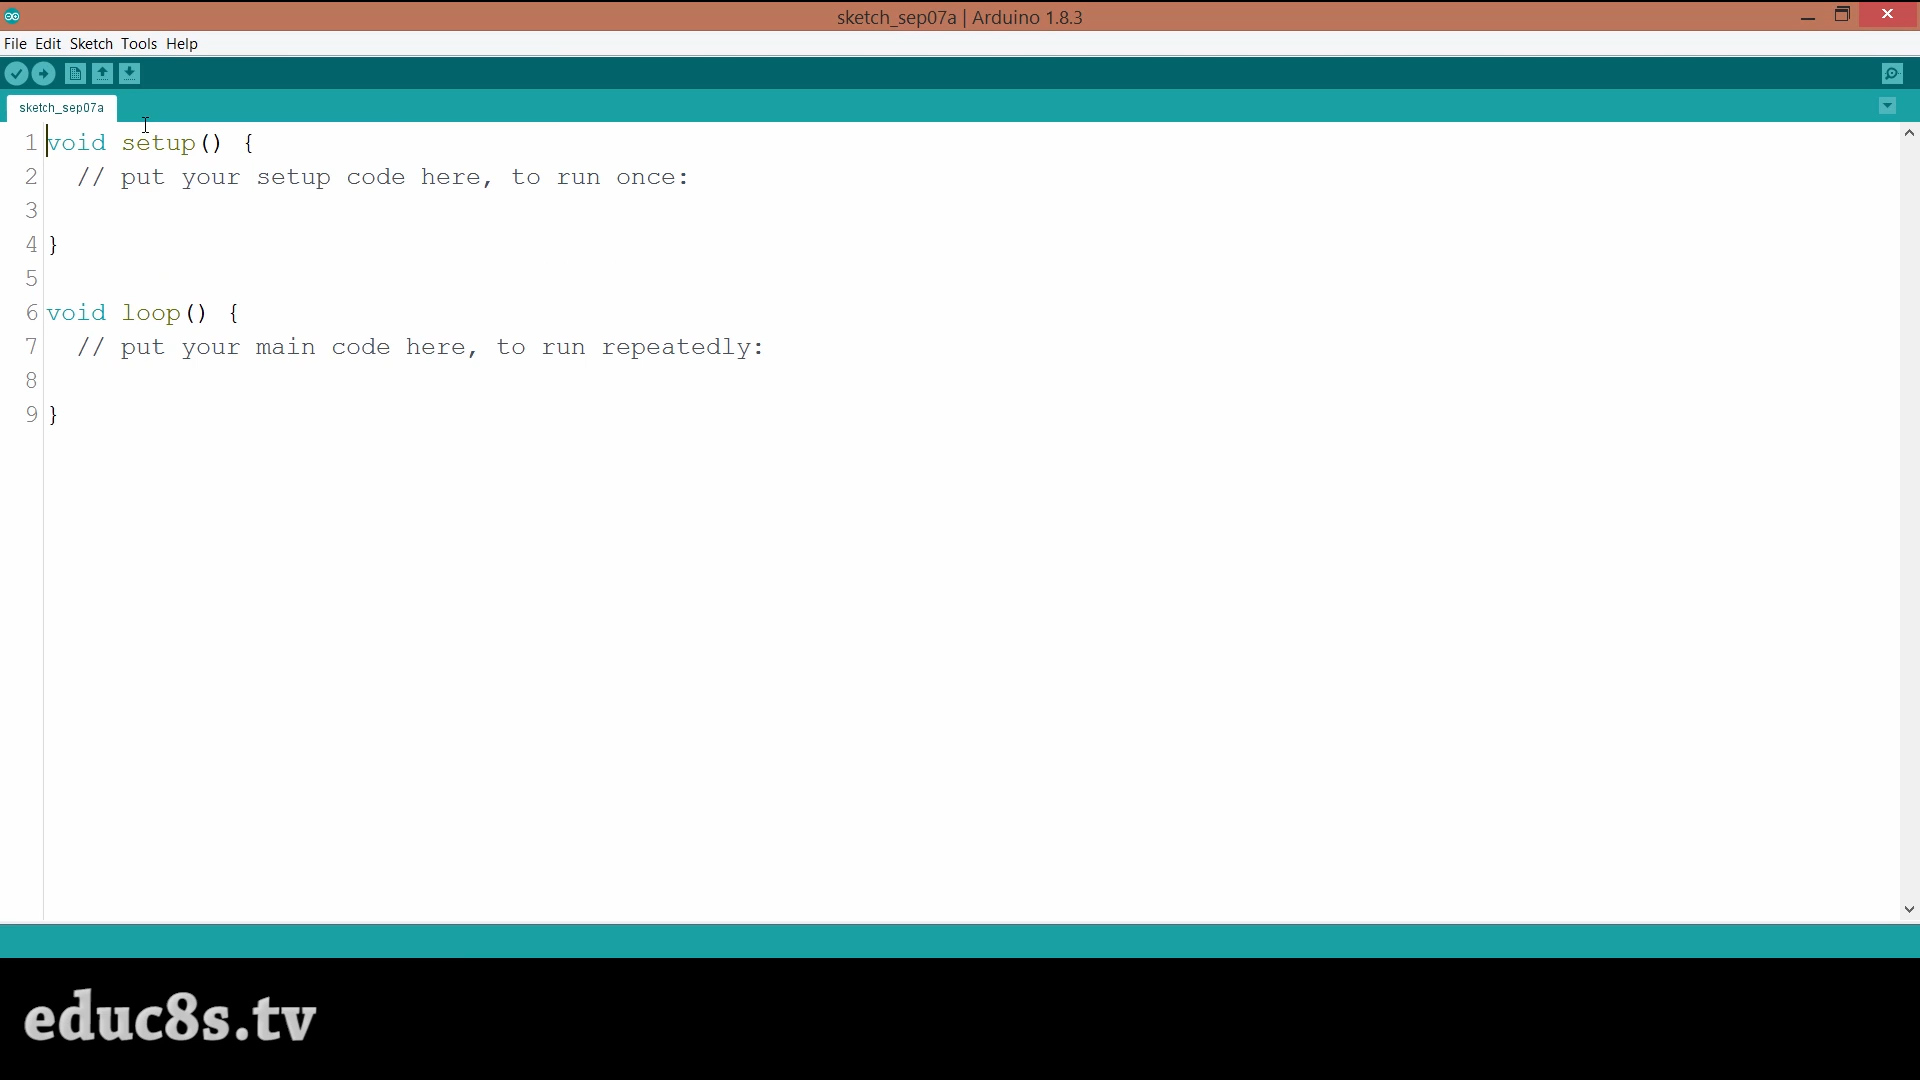 sketch_sep07a | Arduino 1.8.3
File Edit Sketch Tools Help
sketch_sep07a
1 void setup() {
2   // put your setup code here, to run once:
3
4 }
5
6 void loop() {
7   // put your main code here, to run repeatedly:
8
9 }
educ8s.tv